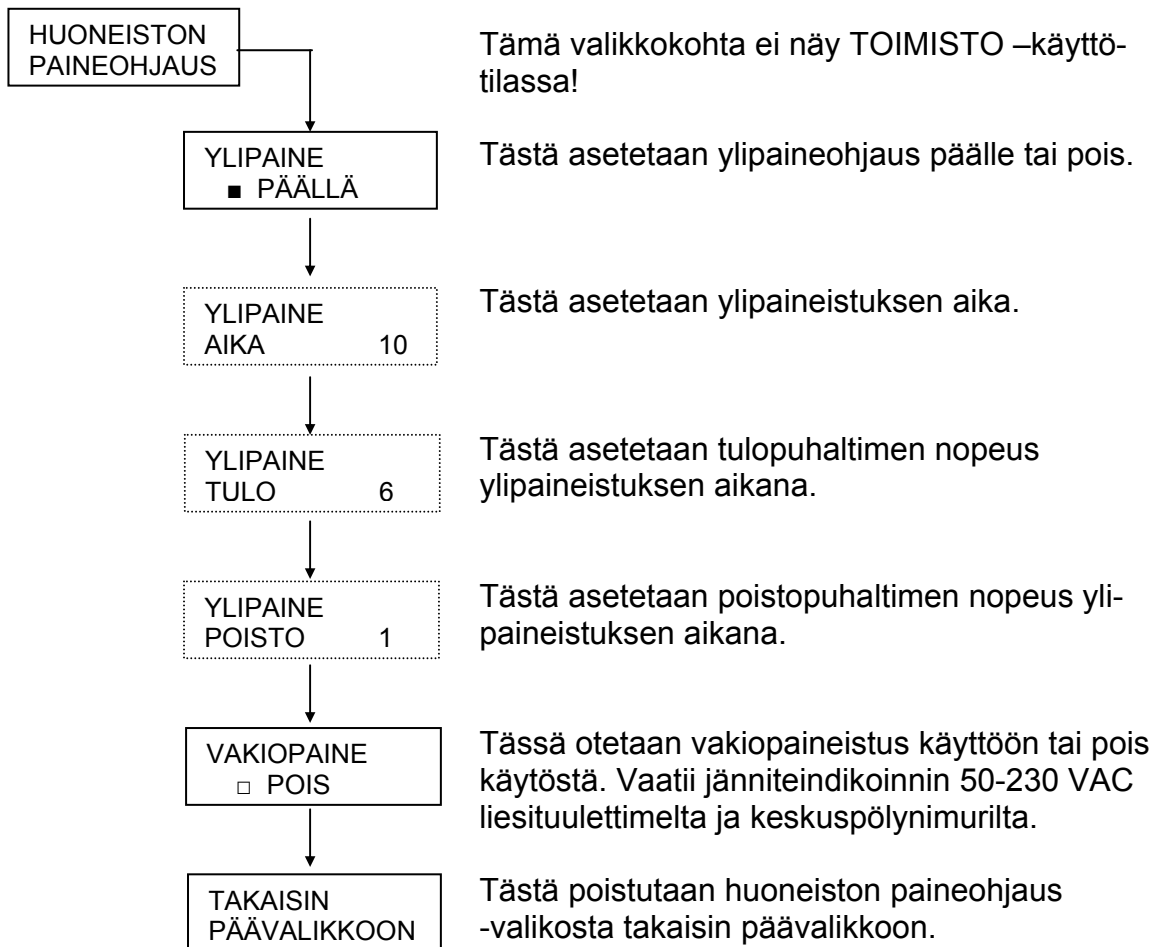 HUONEISTON
PAINEOHJAUS
Tämä valikkokohta ei näy TOIMISTO –käyttö-
tilassa!
YLIPAINE
■ PÄÄLLÄ
Tästä asetetaan ylipaineohjaus päälle tai pois.
YLIPAINE
AIKA 10
Tästä asetetaan ylipaineistuksen aika.
YLIPAINE
TULO 6
Tästä asetetaan tulopuhaltimen nopeus
ylipaineistuksen aikana.
YLIPAINE
POISTO 1
Tästä asetetaan poistopuhaltimen nopeus yli-
paineistuksen aikana.
VAKIOPAINE
□ POIS
Tässä otetaan vakiopaineistus käyttöön tai pois
käytöstä. Vaatii jänniteindikoinnin 50-230 VAC
liesituulettimelta ja keskuspölynimurilta.
TAKAISIN
PÄÄVALIKKOON
Tästä poistutaan huoneiston paineohjaus
-valikosta takaisin päävalikkoon.